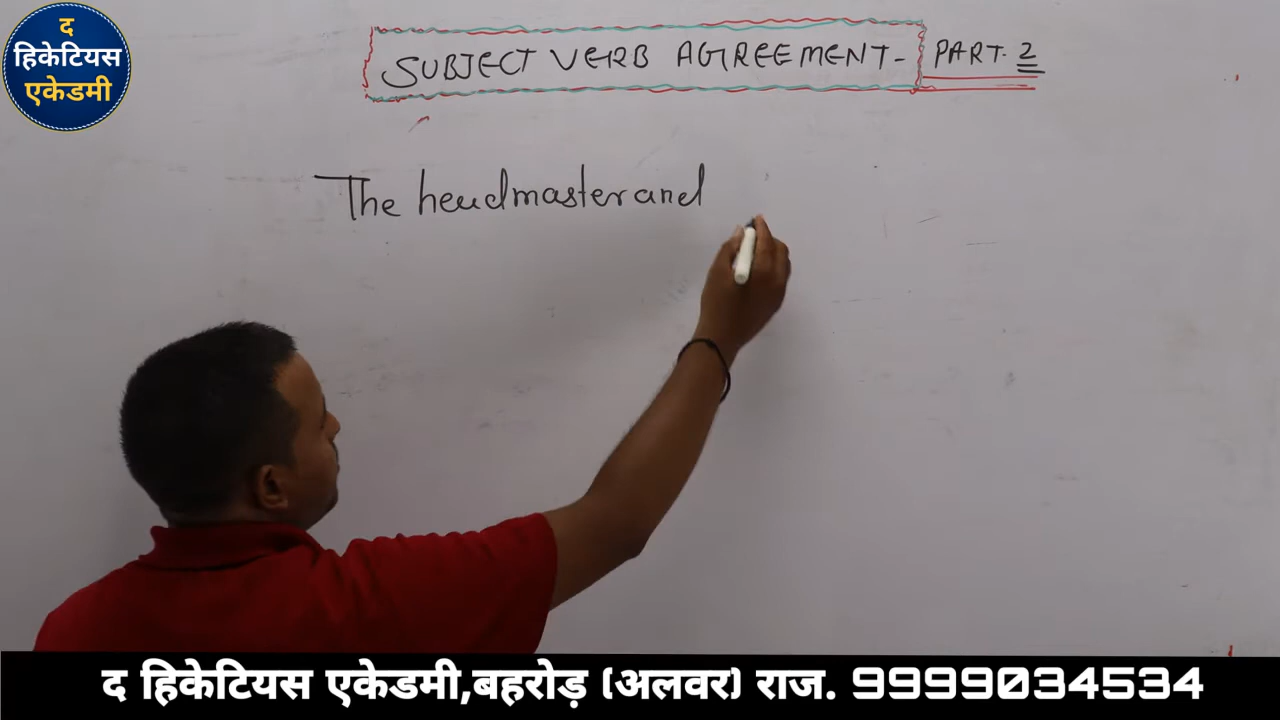 द
हिकेटियस
एकेडमी
SUBJECT VERB AGREEMENT- PART. 2
The headmaster and
द हिकेटियस एकेडमी,बहरोड़ (अलवर) राज. 9999034534